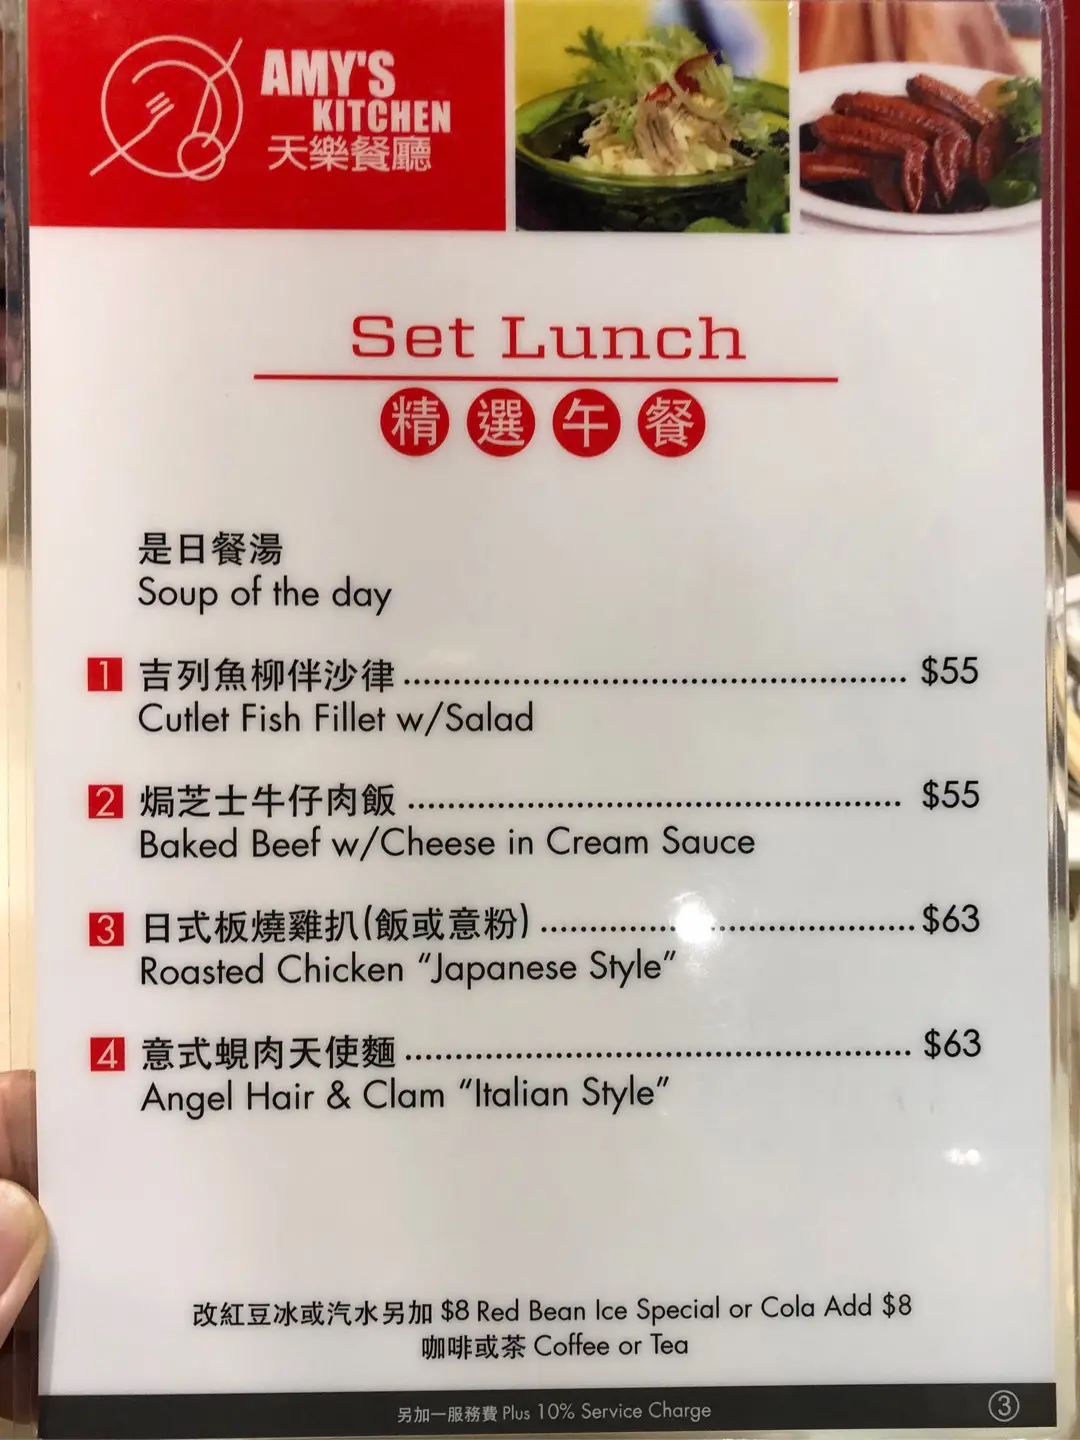 AMY'S
KITCHEN
天樂餐廳
Set Lunch
精選午餐
是日餐湯
Soup of the day
1 吉列魚柳伴沙律 $55
Cutlet Fish Fillet w/Salad
2 焗芝士牛仔肉飯 $55
Baked Beef w/Cheese in Cream Sauce
3 日式板燒雞扒(飯或意粉) $63
Roasted Chicken “Japanese Style”
4 意式蜆肉天使麵 $63
Angel Hair & Clam “Italian Style”
改紅豆冰或汽水另加 $8 Red Bean Ice Special or Cola Add $8
咖啡或茶 Coffee or Tea
另加一服務費 Plus 10% Service Charge
3